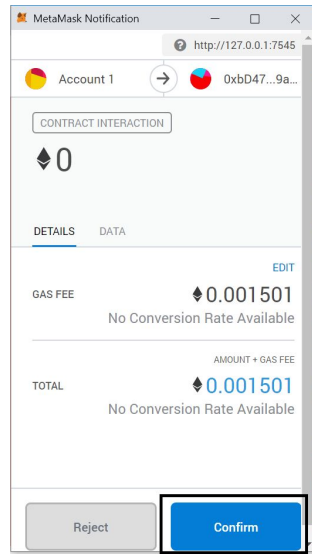 MetaMask Notification
http://127.0.0.1:7545
Account 1
0xbD47...9a...
CONTRACT INTERACTION
0
DETAILS DATA
EDIT
GAS FEE 0.001501
No Conversion Rate Available
AMOUNT + GAS FEE
TOTAL 0.001501
No Conversion Rate Available
Reject Confirm